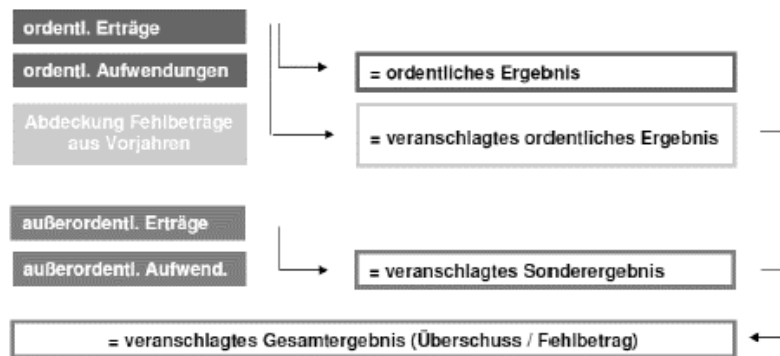 ordentl. Erträge
ordentl. Aufwendungen
= ordentliches Ergebnis
Abdeckung Fehlbeträge
aus Vorjahren
= veranschlagtes ordentliches Ergebnis
außerordentl. Erträge
außerordentl. Aufwend.
= veranschlagtes Sonderergebnis
= veranschlagtes Gesamtergebnis (Überschuss / Fehlbetrag)